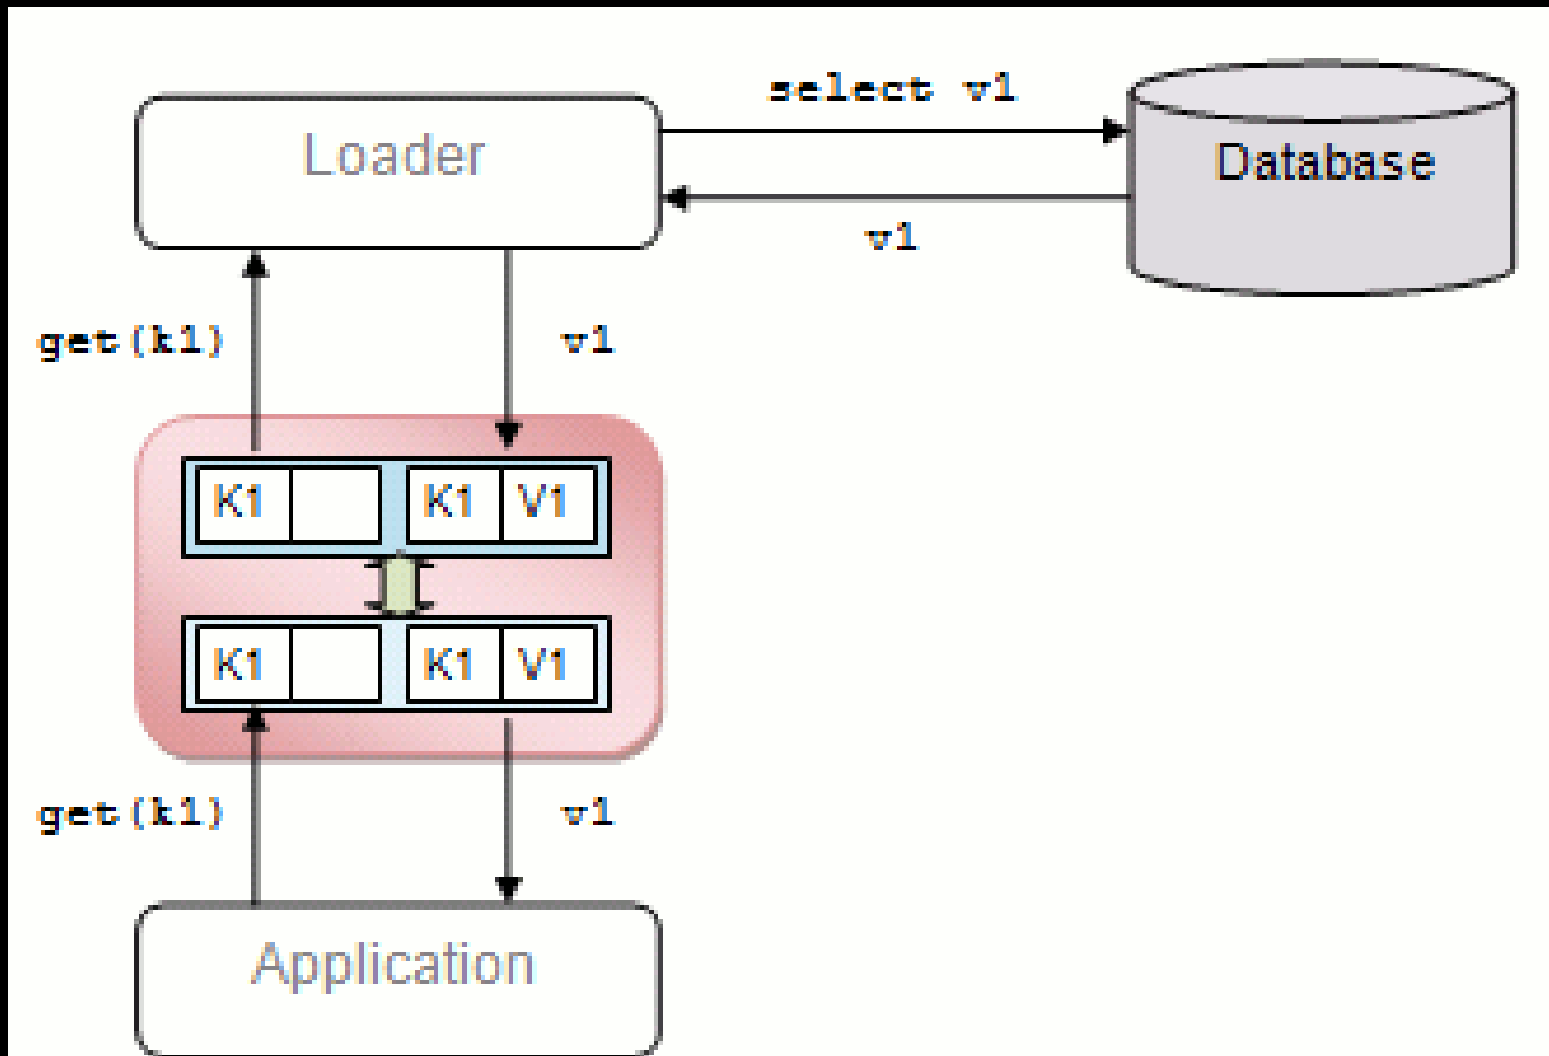 select v1
Loader
Database
v1
get(k1)
v1
K1
K1 V1
K1
K1 V1
get(k1)
v1
Application